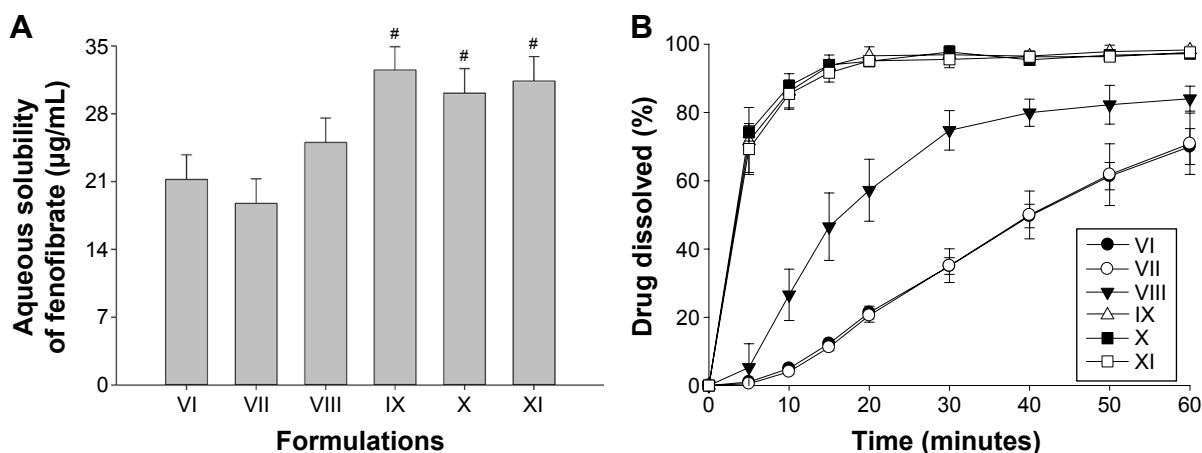 A
Aqueous solubility
of fenofibrate (µg/mL)
35
28
21
14
7
0
#
#
#
VI VII VIII IX X XI
Formulations
B
Drug dissolved (%)
100
80
60
40
20
0
VI
VII
VIII
IX
X
XI
0 10 20 30 40 50 60
Time (minutes)